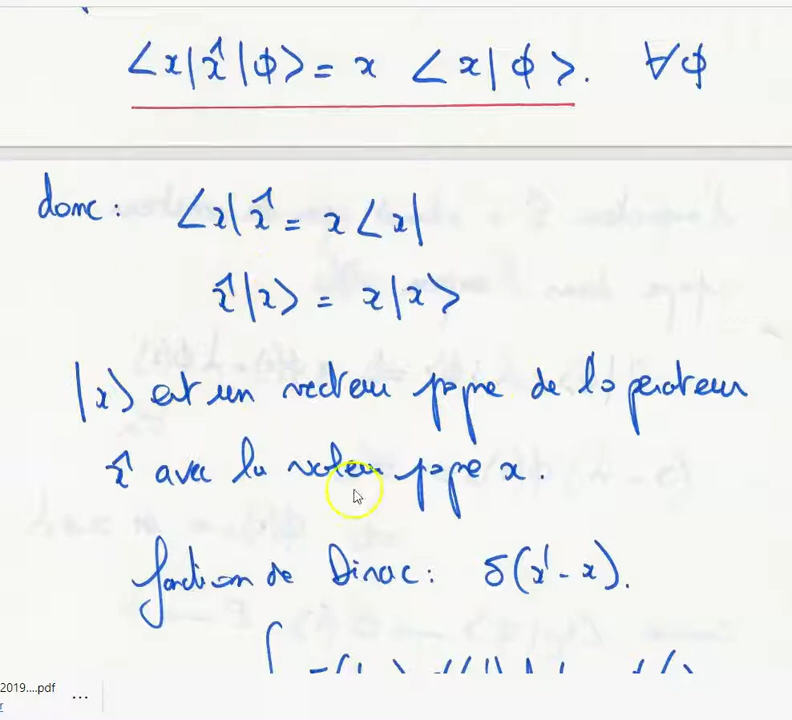 <x|x̂|ϕ> = x <x|ϕ>. ∀ϕ
donc: <x|x̂ = x<x|
x̂|x> = x|x>
|x> est un vecteur propre de l'opérateur
x̂ avec la valeur propre x.
fonction de Dirac: δ(x'-x).
2019....pdf
...